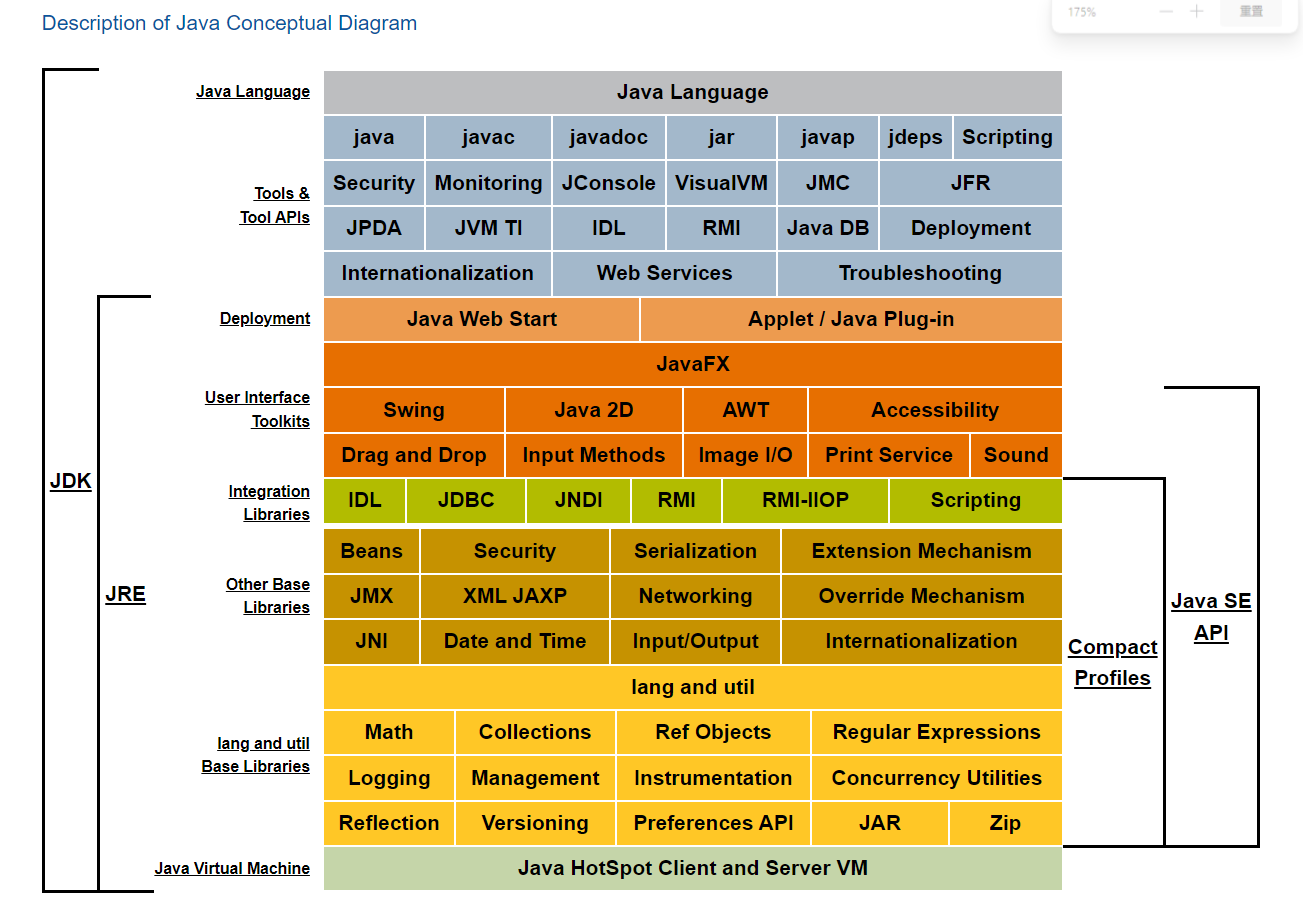 Description of Java Conceptual Diagram
175%
重置
Java Language
Java Language
java javac javadoc jar javap jdeps Scripting
Tools &
Tool APIs
Security Monitoring JConsole VisualVM JMC JFR
JPDA JVM TI IDL RMI Java DB Deployment
Internationalization Web Services Troubleshooting
Deployment
Java Web Start Applet / Java Plug-in
JavaFX
User Interface
Toolkits
Swing Java 2D AWT Accessibility
Drag and Drop Input Methods Image I/O Print Service Sound
JDK
Integration
Libraries
IDL JDBC JNDI RMI RMI-IIOP Scripting
JRE
Other Base
Libraries
Beans Security Serialization Extension Mechanism
JMX XML JAXP Networking Override Mechanism
JNI Date and Time Input/Output Internationalization
Java SE
API
Compact
Profiles
lang and util
lang and util
Base Libraries
Math Collections Ref Objects Regular Expressions
Logging Management Instrumentation Concurrency Utilities
Reflection Versioning Preferences API JAR Zip
Java Virtual Machine
Java HotSpot Client and Server VM